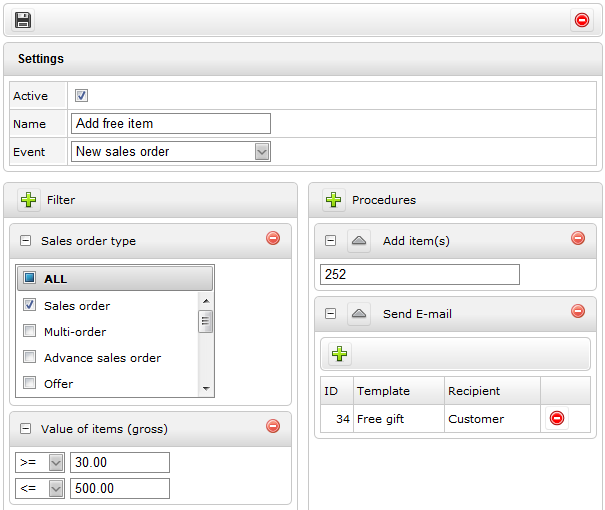 Settings
Active
Name Add free item
Event New sales order
Filter
Sales order type
ALL
Sales order
Multi-order
Advance sales order
Offer
Value of items (gross)
>= 30.00
<= 500.00
Procedures
Add item(s)
252
Send E-mail
ID Template Recipient
34 Free gift Customer